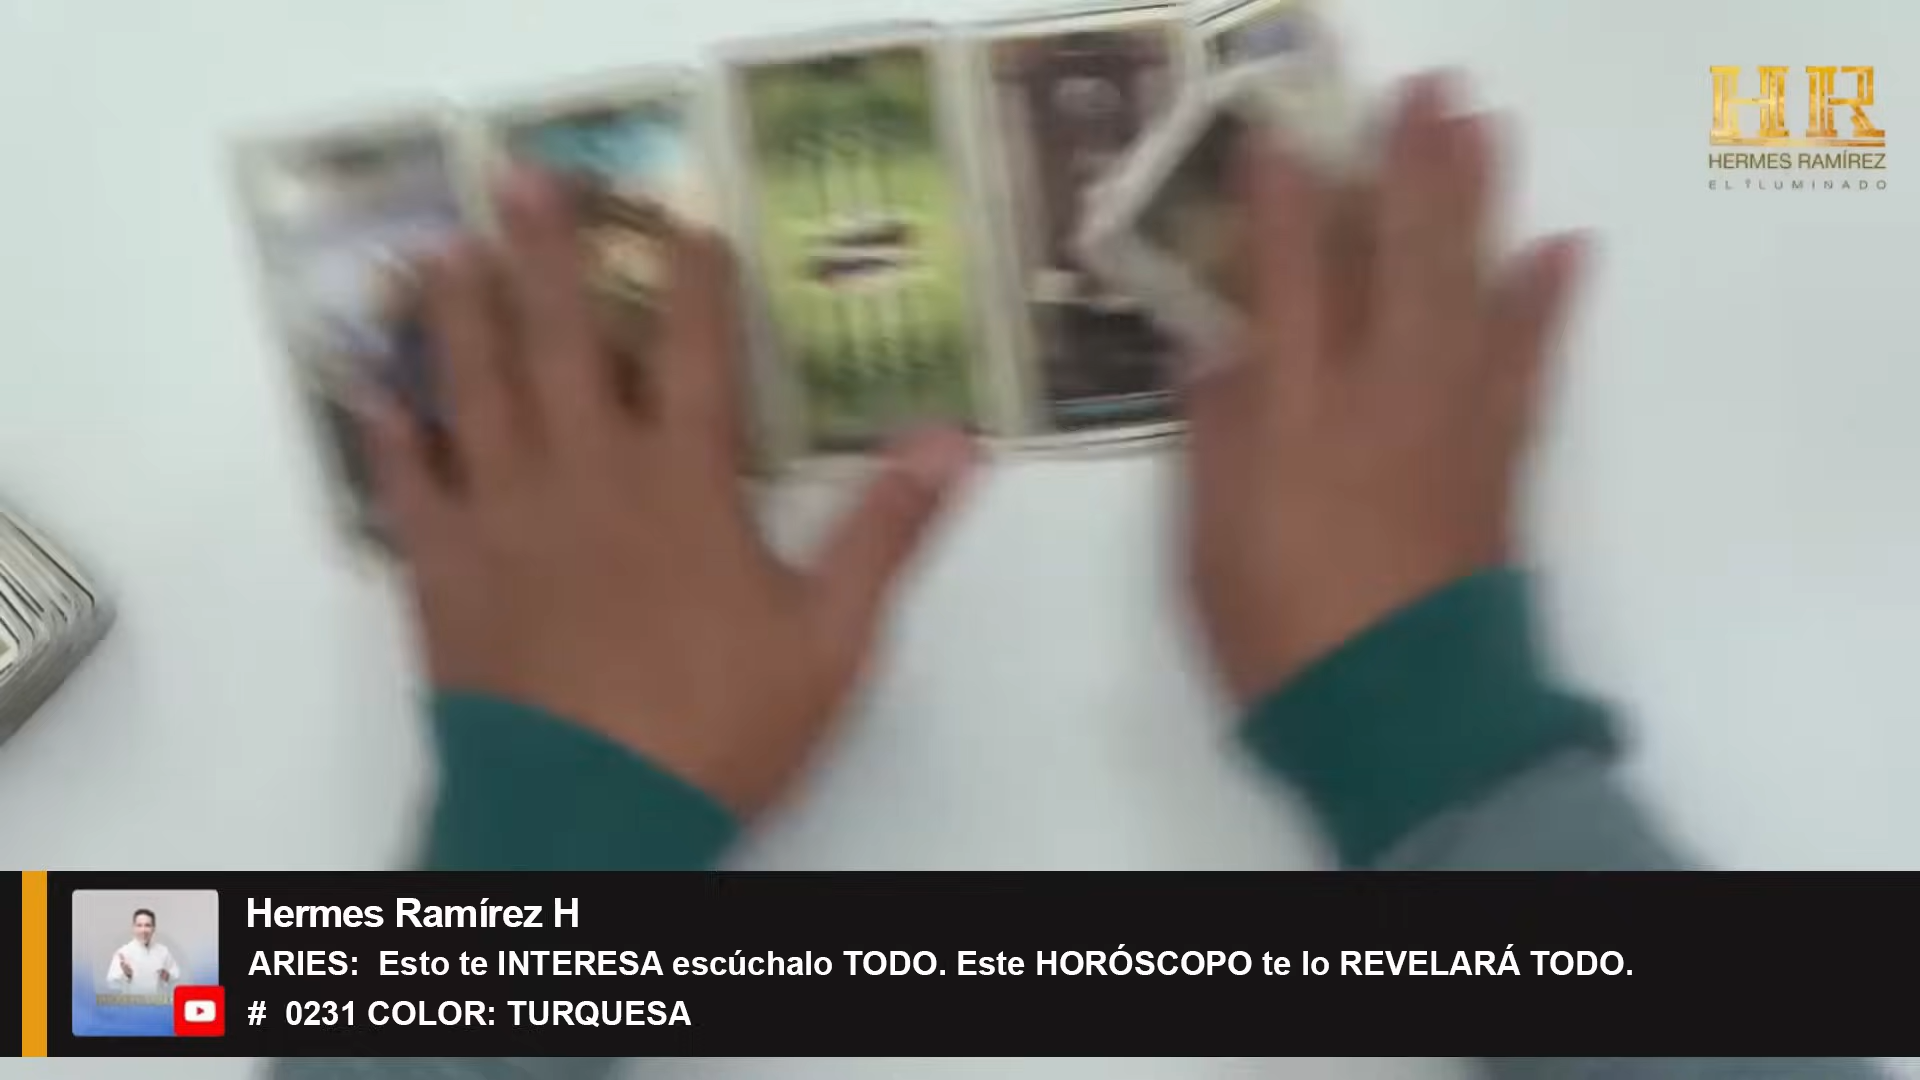 HR
HERMES RAMÍREZ
EL ILUMINADO
Hermes Ramírez H
ARIES: Esto te INTERESA escúchalo TODO. Este HORÓSCOPO te lo REVELARÁ TODO.
# 0231 COLOR: TURQUESA